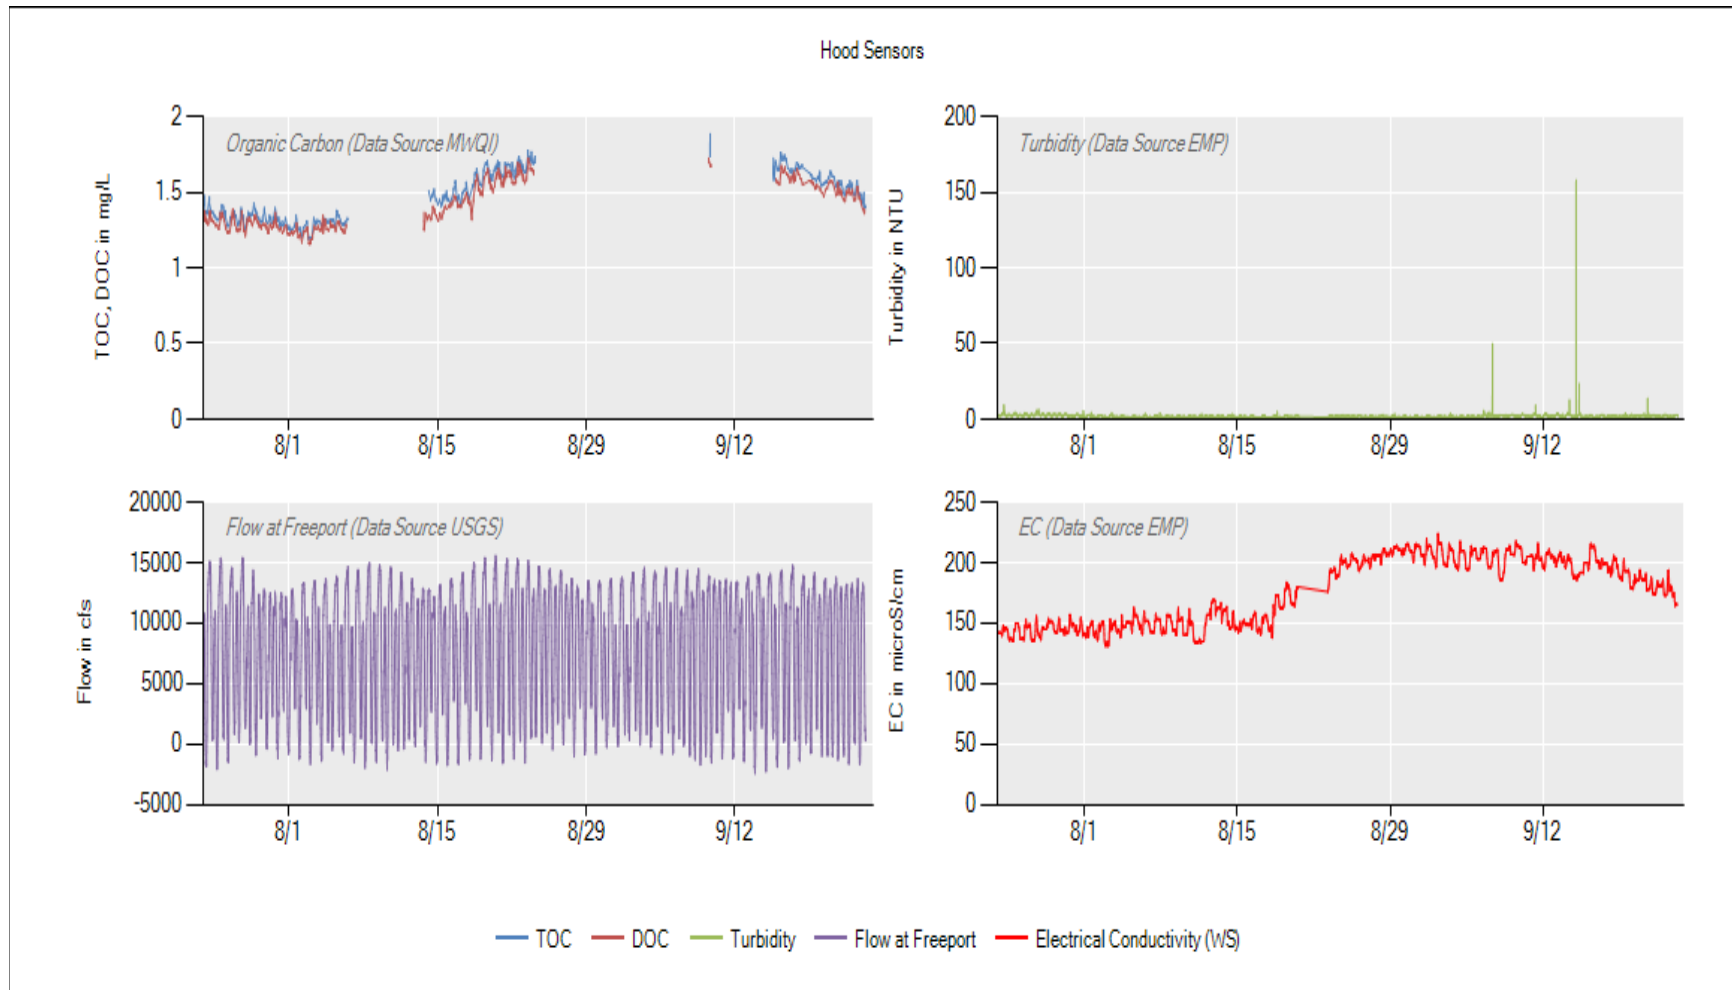 Hood Sensors
Organic Carbon (Data Source MWQI)
TOC, DOC in mg/L
2
1.5
1
0.5
0
8/1 8/15 8/29 9/12
Turbidity (Data Source EMP)
Turbidity in NTU
200
150
100
50
0
8/1 8/15 8/29 9/12
Flow at Freeport (Data Source USGS)
Flow in cfs
20000
15000
10000
5000
0
-5000
8/1 8/15 8/29 9/12
EC (Data Source EMP)
EC in microS/cm
250
200
150
100
50
0
8/1 8/15 8/29 9/12
TOC DOC Turbidity Flow at Freeport Electrical Conductivity (WS)